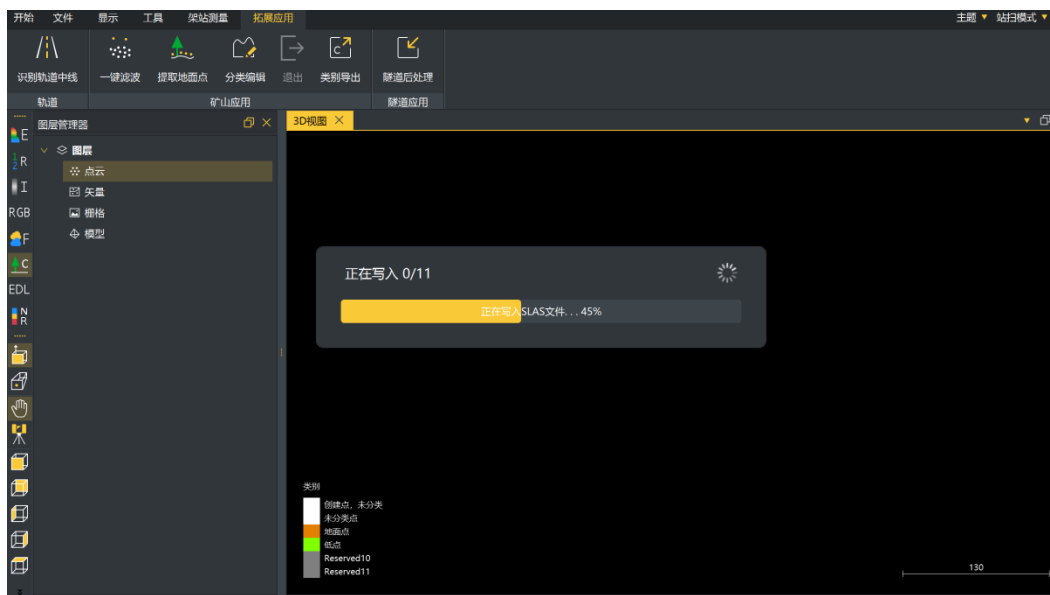 开始 文件 显示 工具 架站测量 拓展应用 主题 站扫模式
识别轨道中线 一键滤波 提取地面点 分类编辑 退出 类别导出 隧道后处理
轨道 矿山应用 隧道应用
图层管理器 3D视图
E
图层
R
点云
I
矢量
RGB
栅格
F
模型
C
正在写入 0/11
EDL
正在写入SLAS文件...45%
N
R
类别
创建点，未分类
未分类点
地面点
低点
Reserved10
Reserved11
130